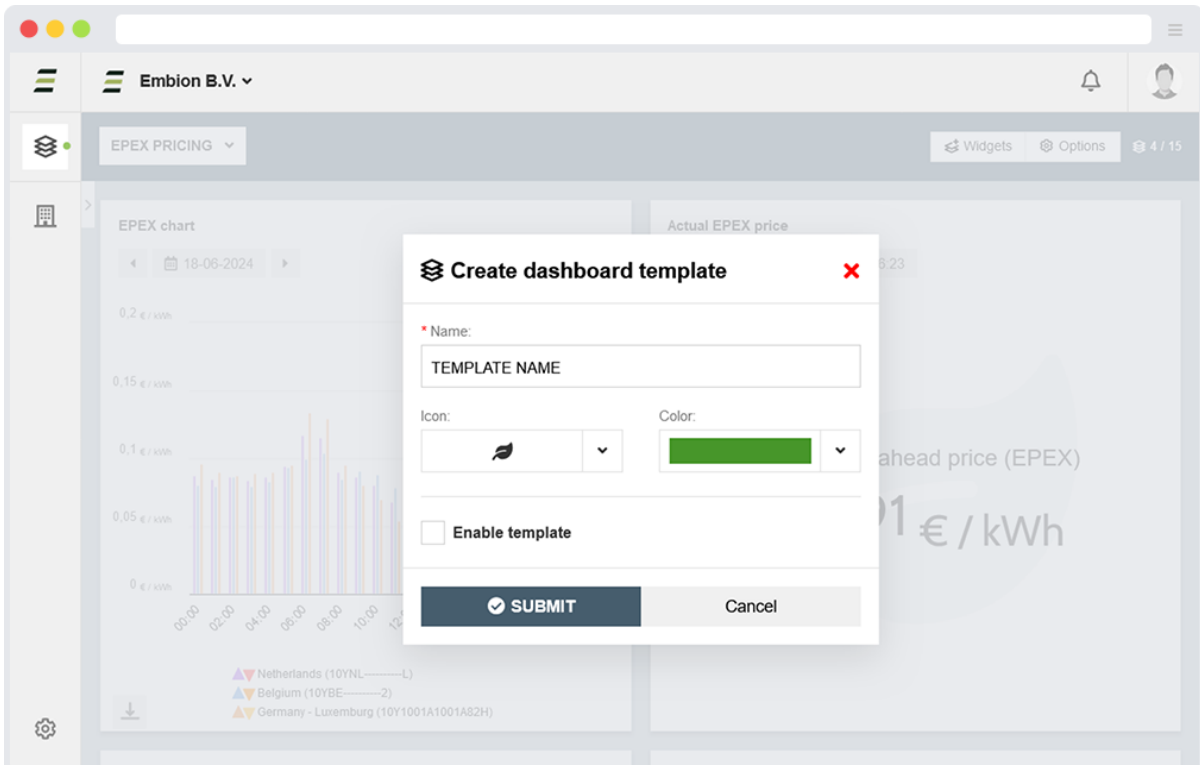 Embion B.V.
EPEX PRICING
Widgets
Options
4 / 15
EPEX chart
18-06-2024
0,2 € / kWh
0,15 € / kWh
0,1 € / kWh
0,05 € / kWh
0 € / kWh
00:00
02:00
04:00
06:00
08:00
10:00
Netherlands (10YNL----------L)
Belgium (10YBE----------2)
Germany - Luxemburg (10Y1001A1001A82H)
Actual EPEX price
6:23
ahead price (EPEX)
91 € / kWh
Create dashboard template
* Name:
TEMPLATE NAME
Icon:
Color:
Enable template
SUBMIT
Cancel